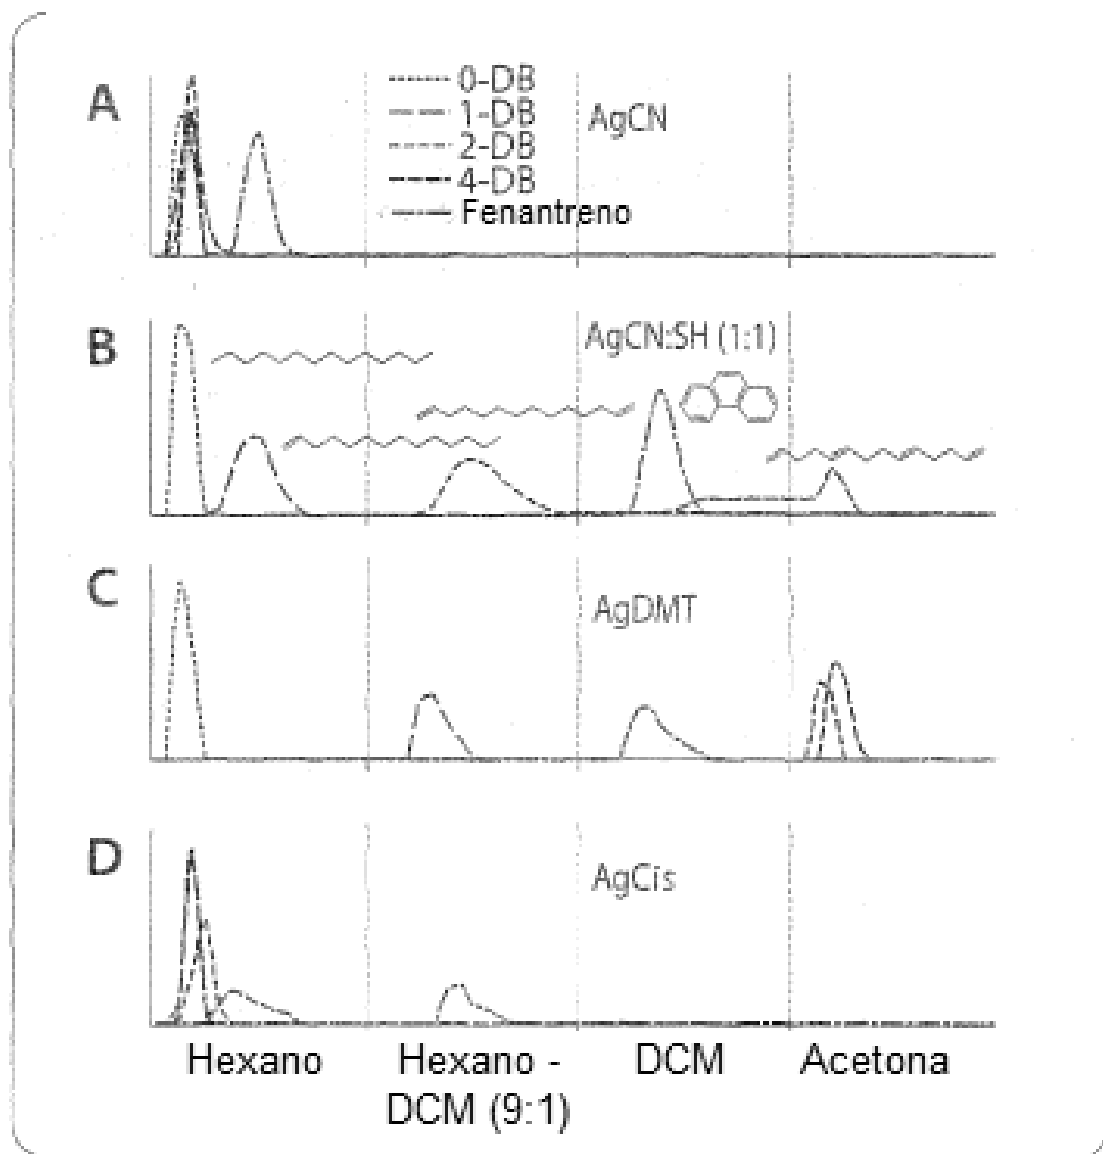 A
0-DB
1-DB
2-DB
4-DB
Fenantreno
AgCN
B
AgCN:SH (1:1)
C
AgDMT
D
AgCis
Hexano
Hexano -
DCM (9:1)
DCM
Acetona